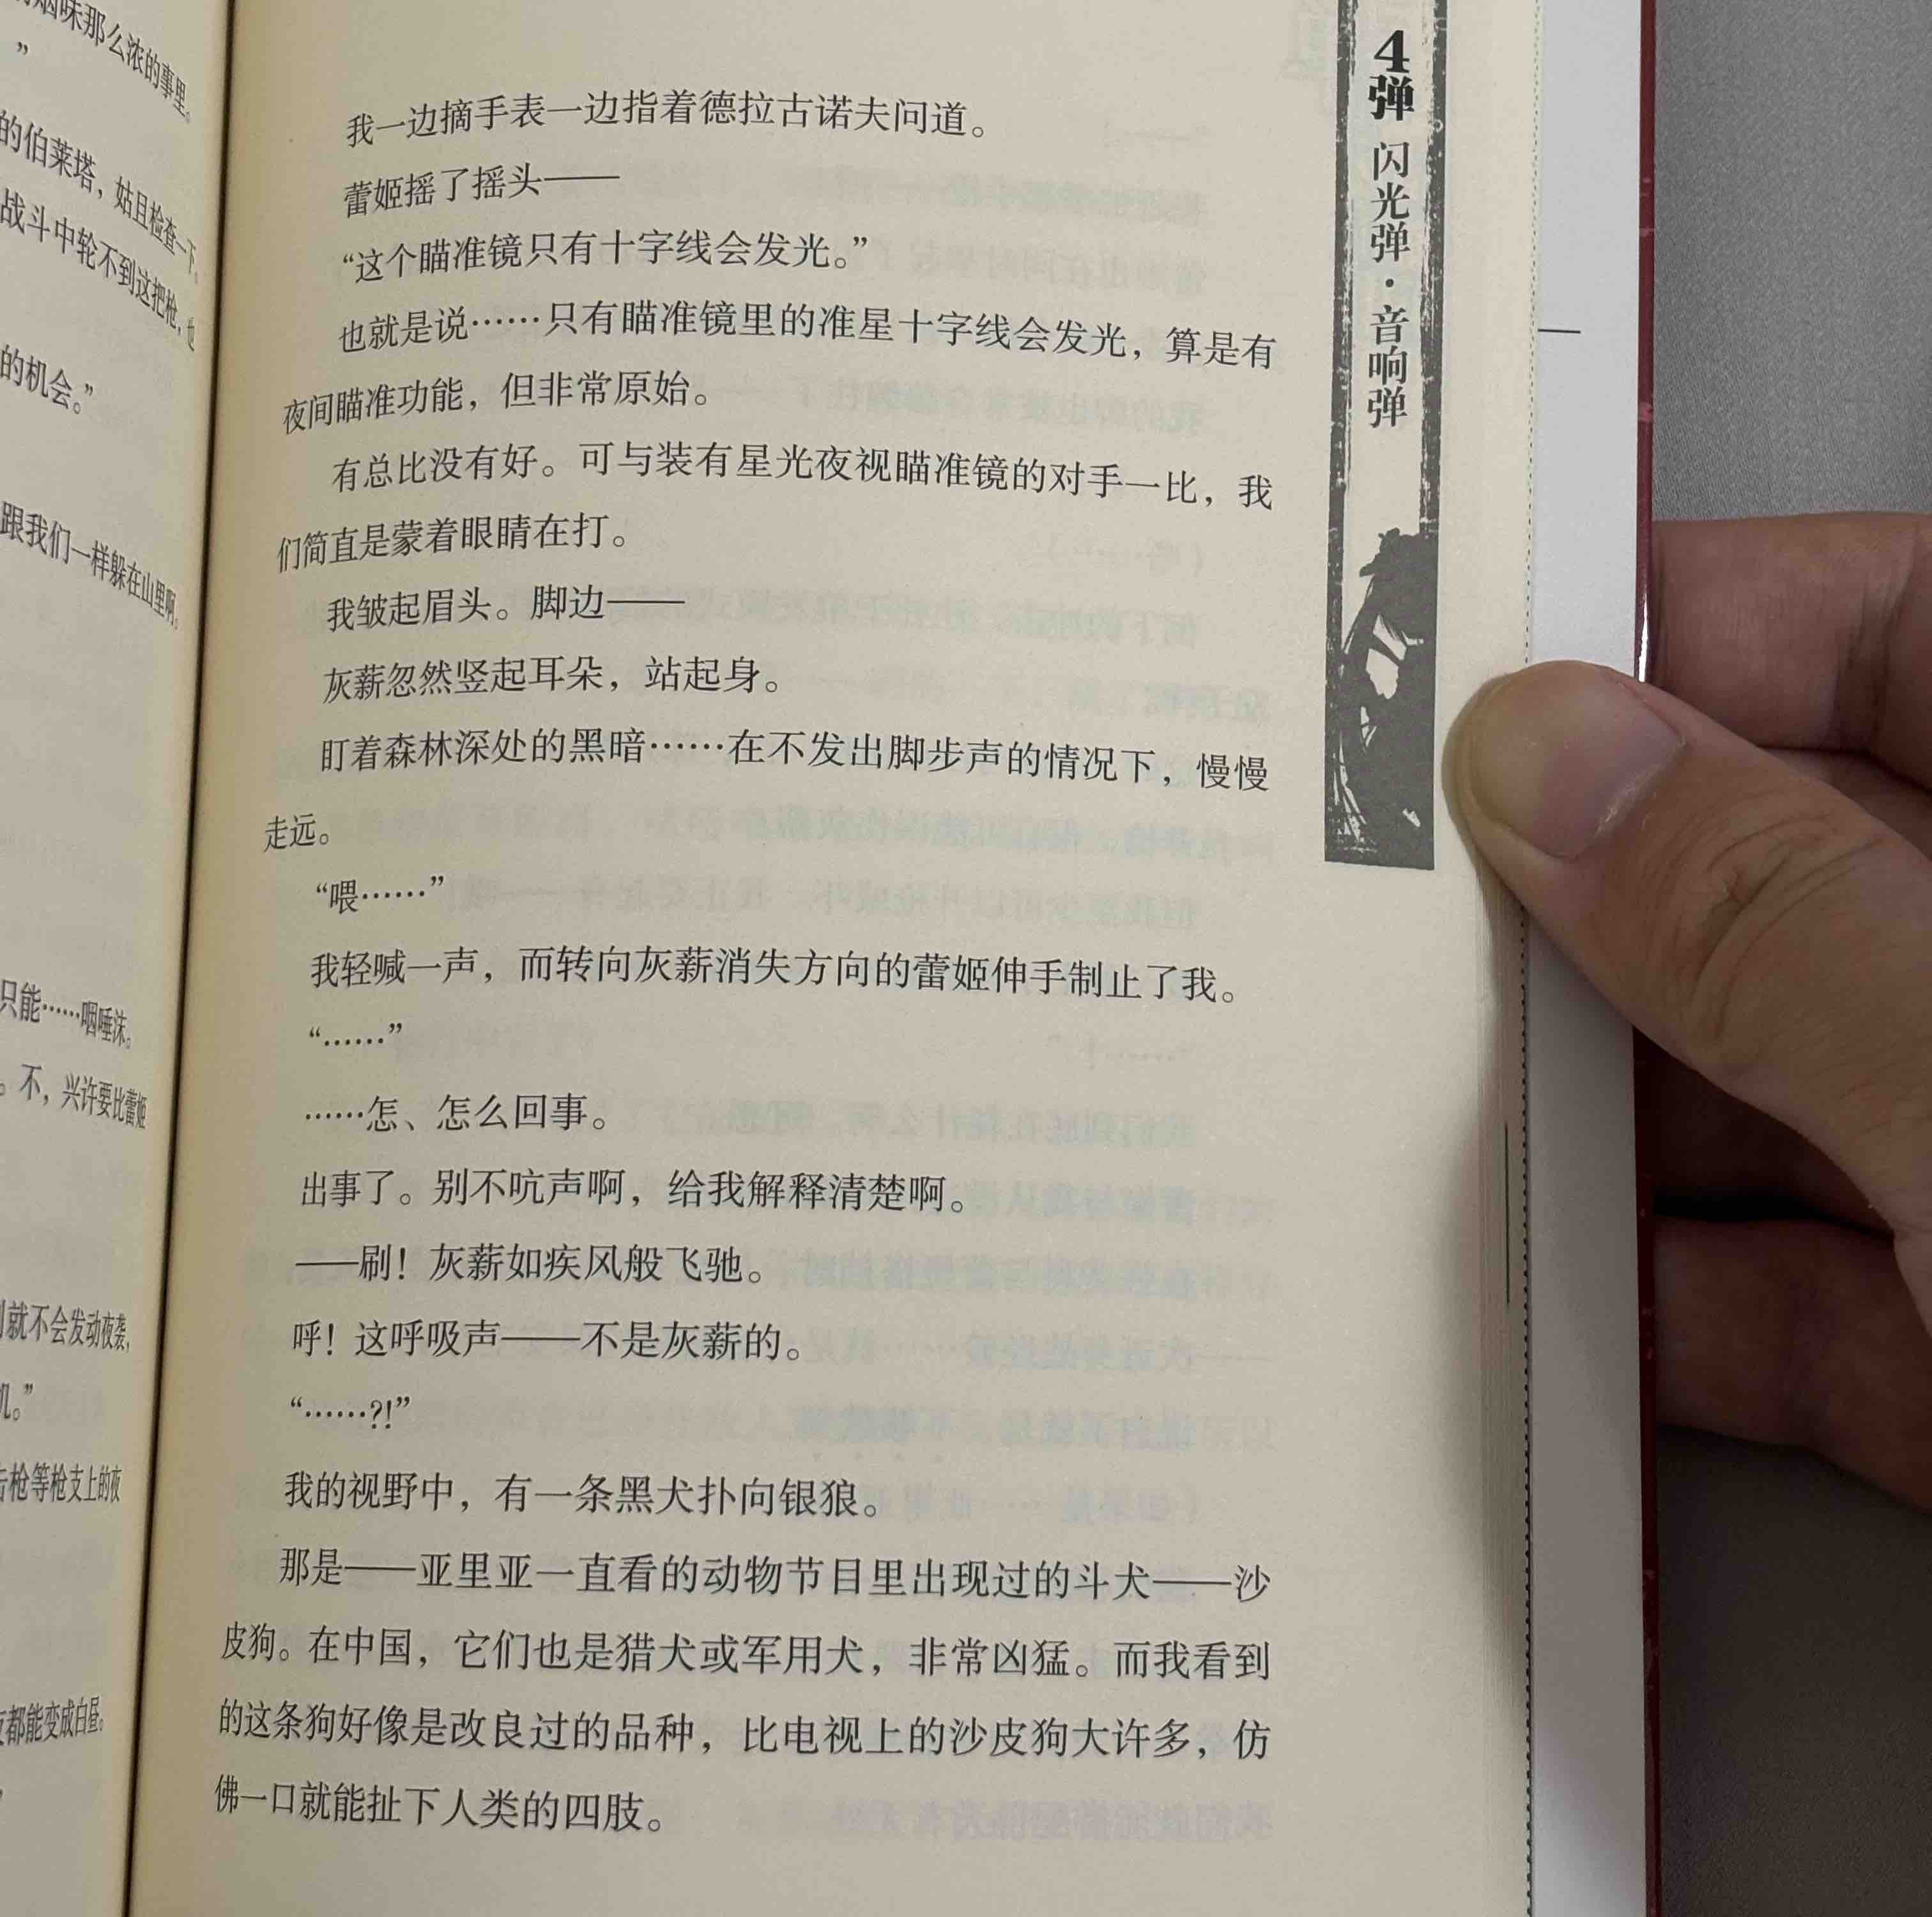 烟味那么浓的事里。
”
的伯莱塔，姑且检查一下。
战斗中轮不到这把枪，也
的机会。”
跟我们一样躲在山里啊。
只能……咽唾沫。
。不，兴许要比蕾姬
就不会发动夜袭，
机。”
击枪等枪支上的夜
都能变成白昼。
我一边摘手表一边指着德拉古诺夫问道。
蕾姬摇了摇头——
“这个瞄准镜只有十字线会发光。”
也就是说……只有瞄准镜里的准星十字线会发光，算是有
夜间瞄准功能，但非常原始。
有总比没有好。可与装有星光夜视瞄准镜的对手一比，我
们简直是蒙着眼睛在打。
我皱起眉头。脚边——
灰薪忽然竖起耳朵，站起身。
盯着森林深处的黑暗……在不发出脚步声的情况下，慢慢
走远。
“喂……”
我轻喊一声，而转向灰薪消失方向的蕾姬伸手制止了我。
“……”
……怎、怎么回事。
出事了。别不吭声啊，给我解释清楚啊。
——刷！灰薪如疾风般飞驰。
呼！这呼吸声——不是灰薪的。
“……?!”
我的视野中，有一条黑犬扑向银狼。
那是——亚里亚一直看的动物节目里出现过的斗犬——沙
皮狗。在中国，它们也是猎犬或军用犬，非常凶猛。而我看到
的这条狗好像是改良过的品种，比电视上的沙皮狗大许多，仿
佛一口就能扯下人类的四肢。
4弹 闪光弹·音响弹